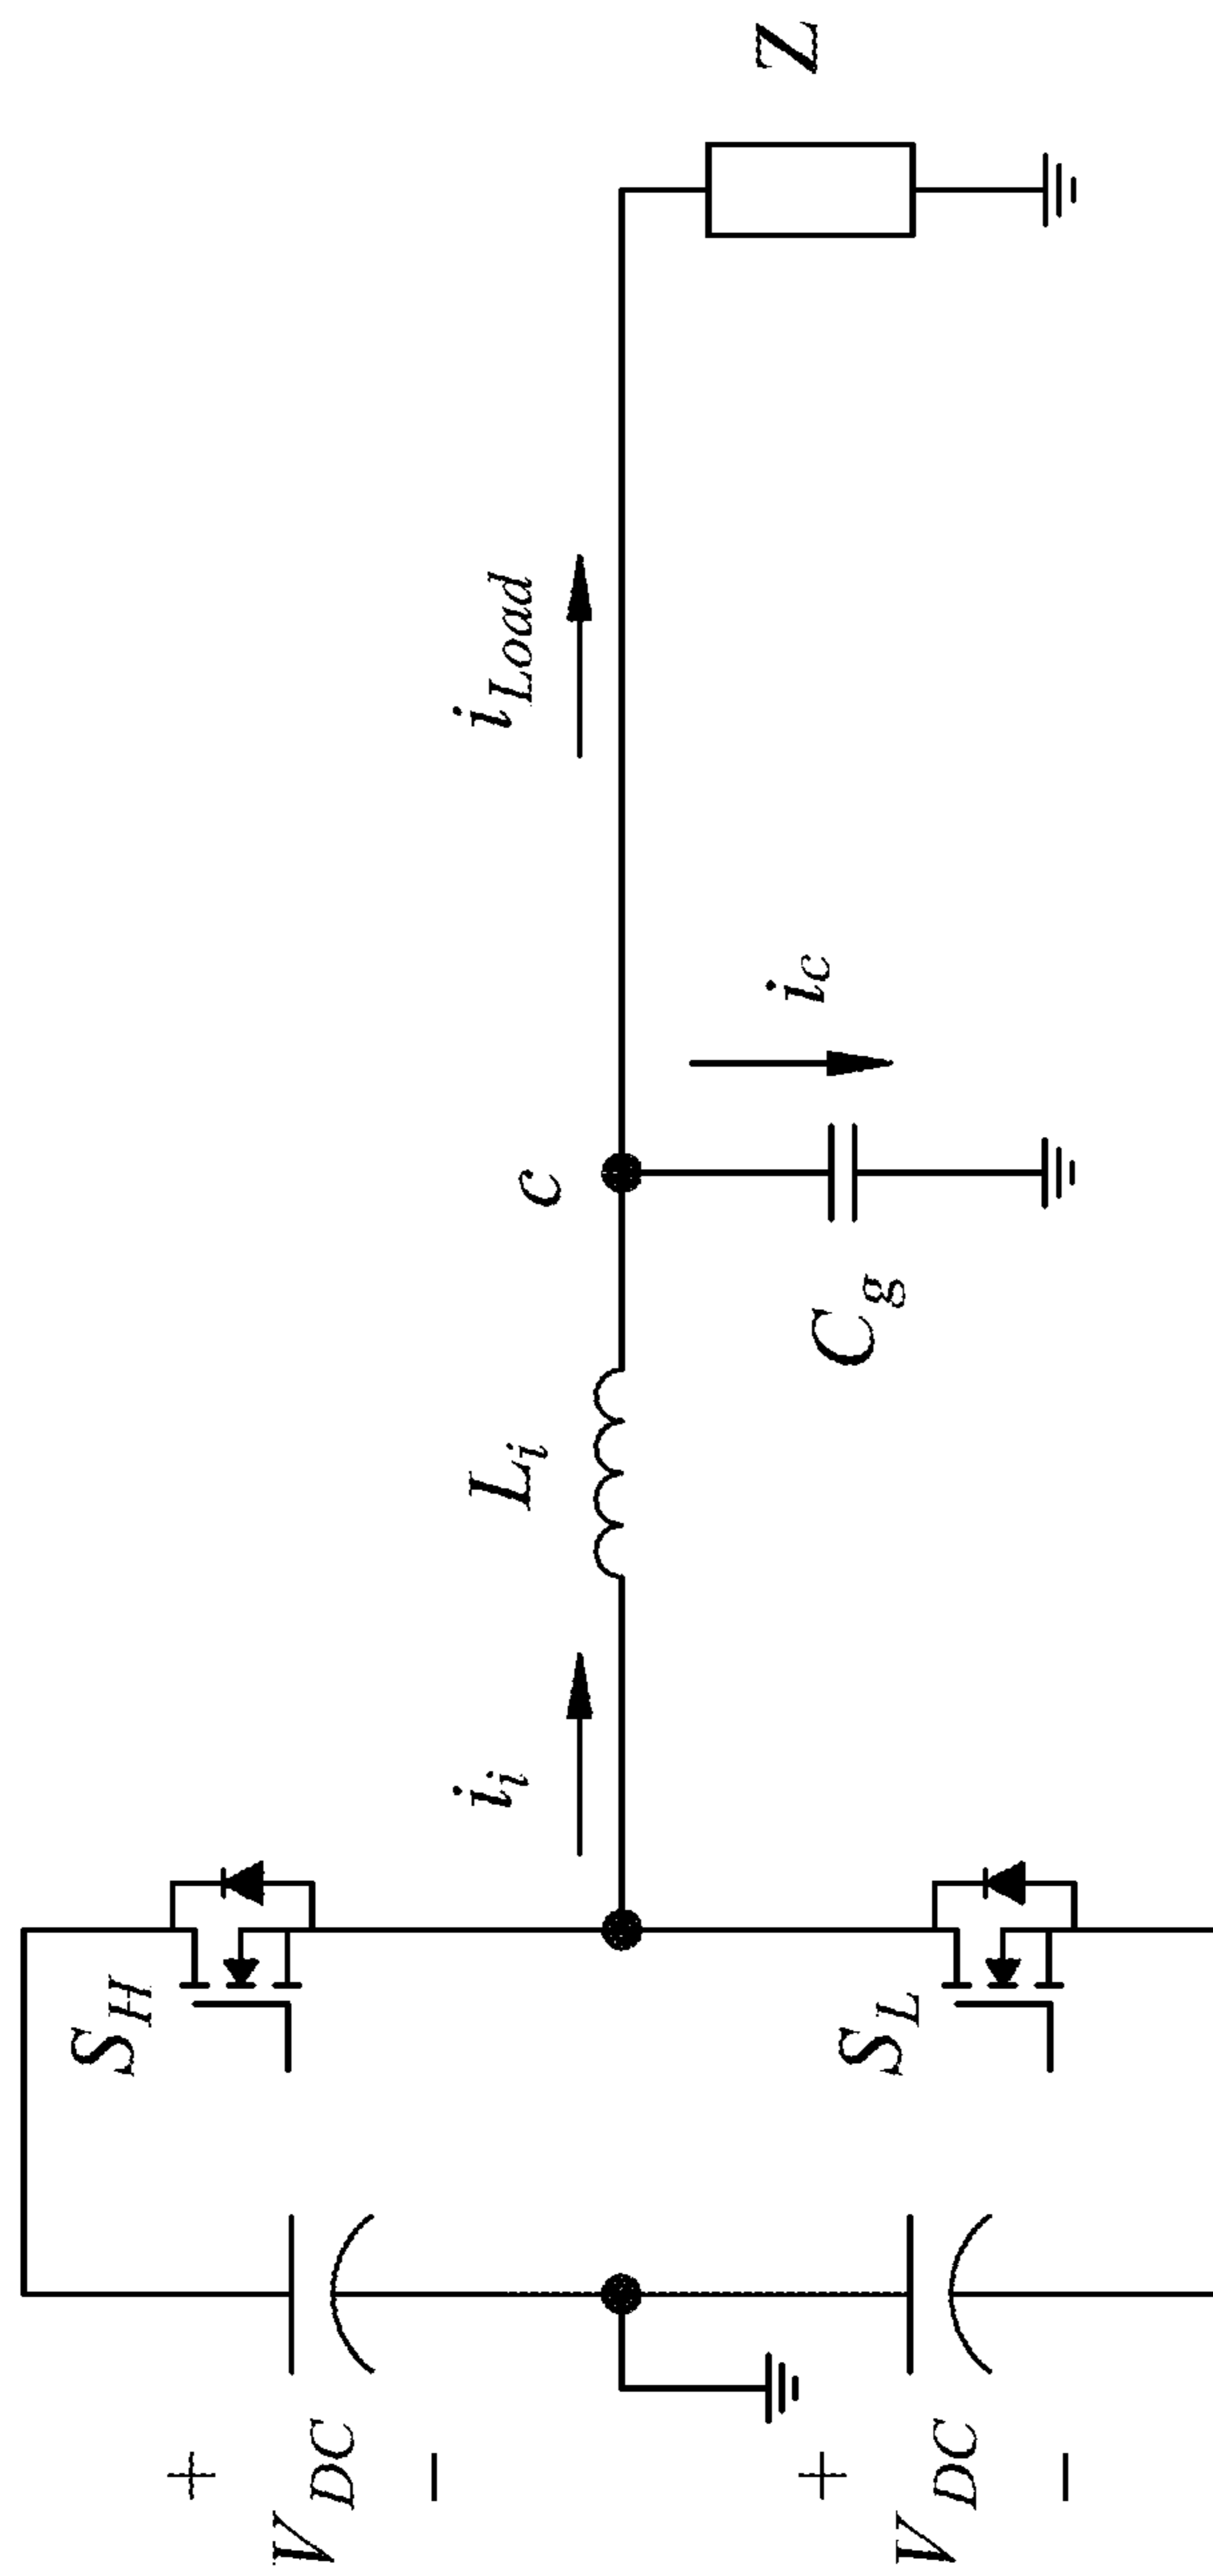 +
V_DC
−
+
V_DC
−
S_H
S_L
i_i
L_i
c
C_g
i_c
i_Load
Z